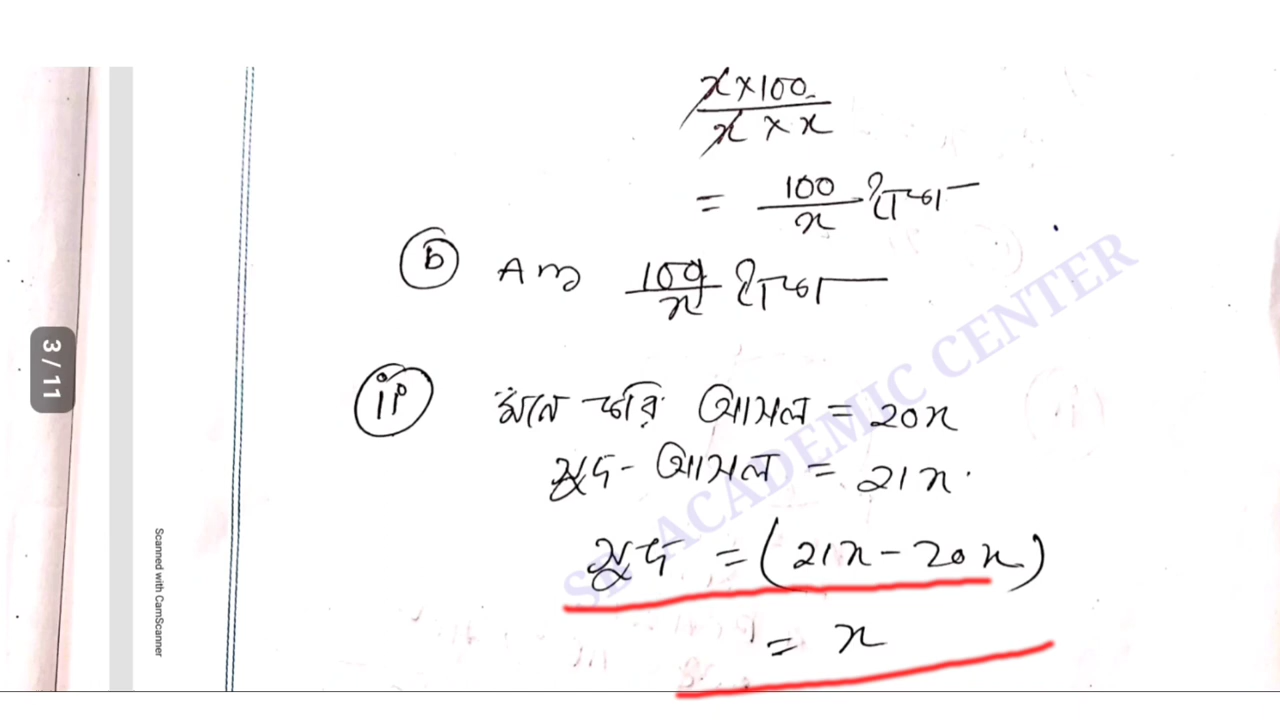 x×100
x × x
= 100/x টাকা
(b) Ans 100/x টাকা
(ii) মনে করি আসল = 20x
সুদ-আসল = 21x.
সুদ = (21x-20x)
= x
SE ACADEMIC CENTER
3/11
Scanned with CamScanner